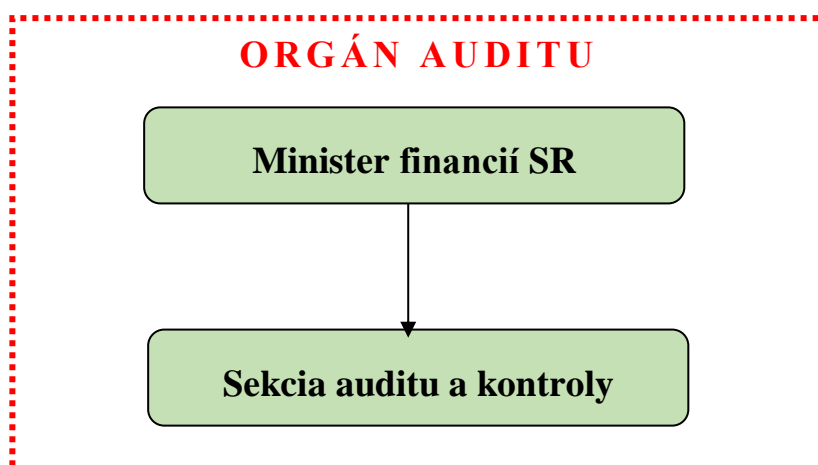 ORGÁN AUDITU
Minister financií SR
Sekcia auditu a kontroly